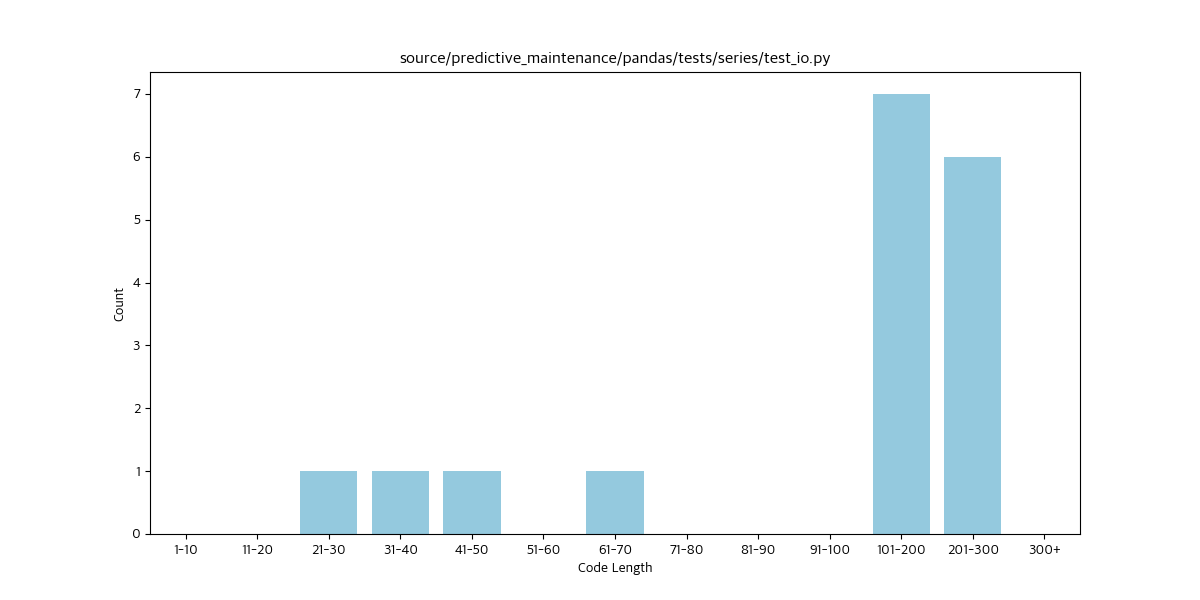 source/predictive_maintenance/pandas/tests/series/test_io.py
Count
7
6
5
4
3
2
1
0
1-10 11-20 21-30 31-40 41-50 51-60 61-70 71-80 81-90 91-100 101-200 201-300 300+
Code Length